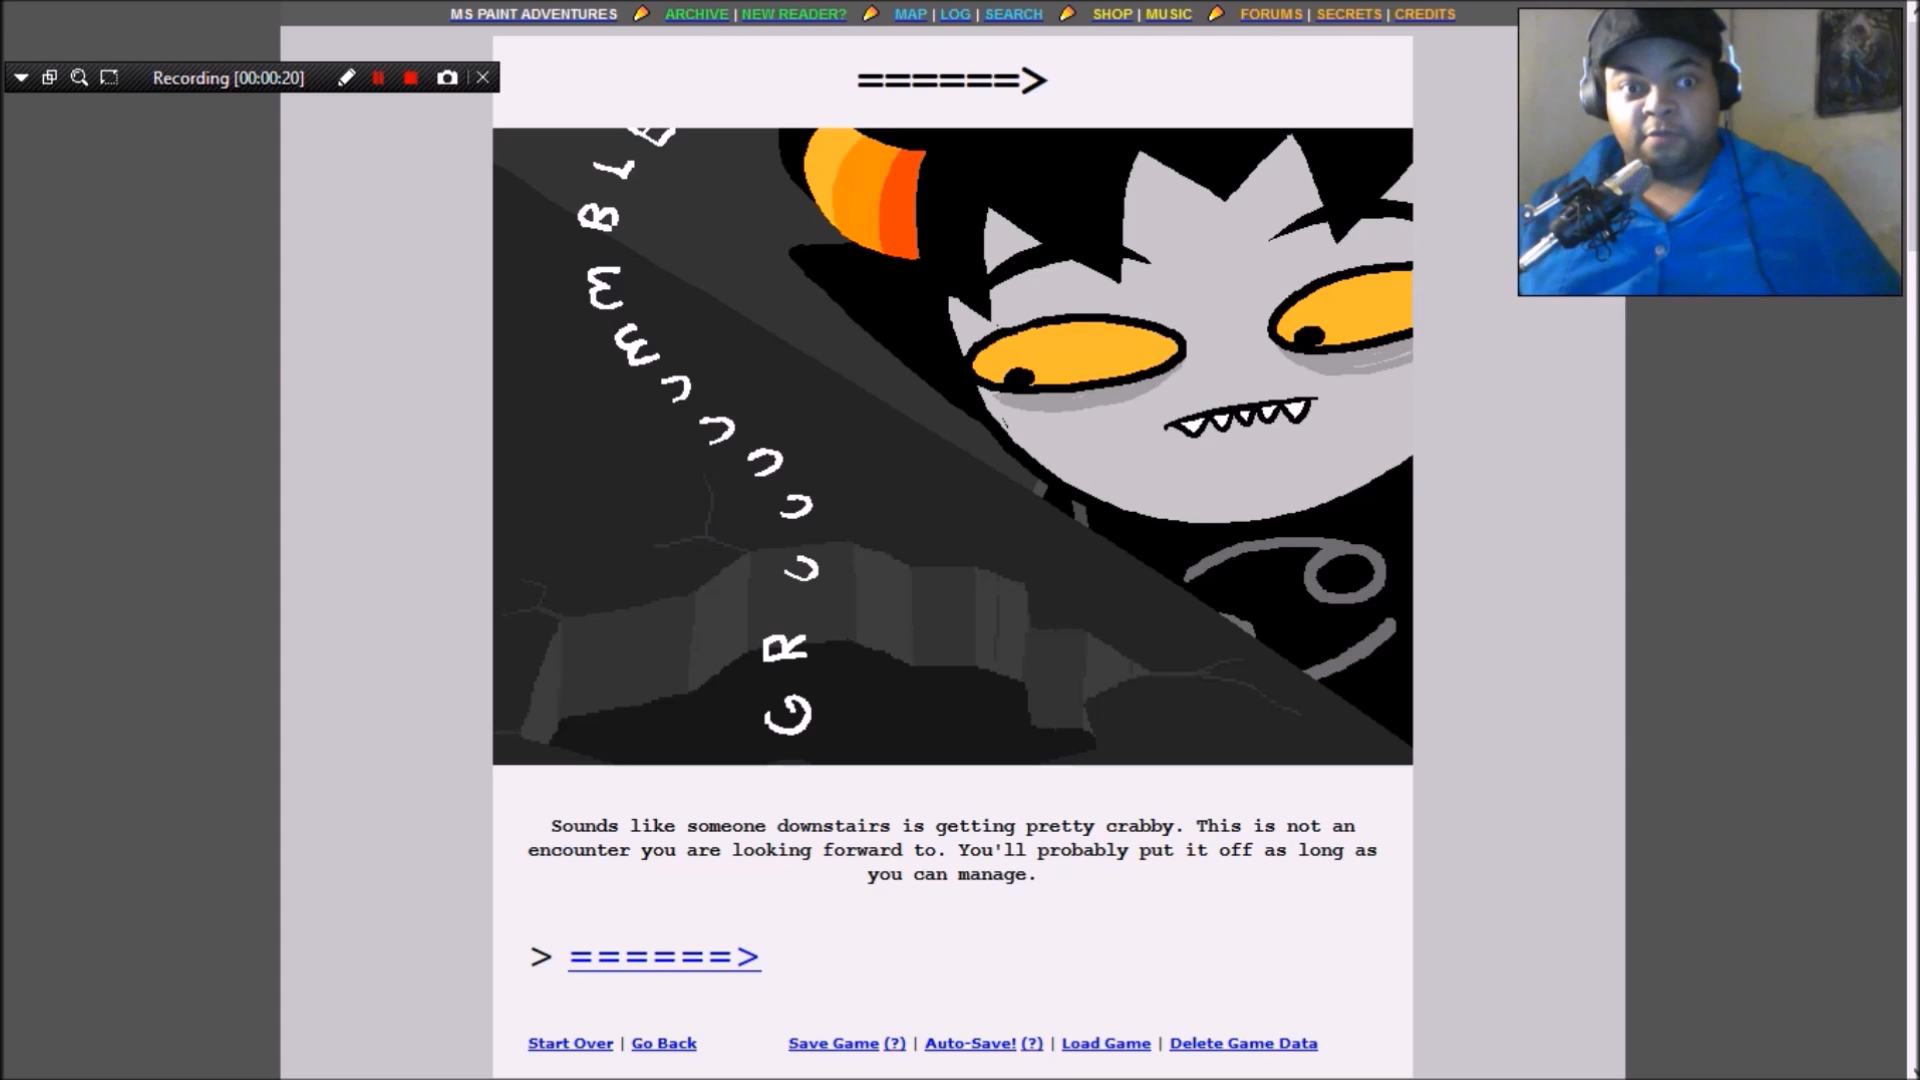 MS PAINT ADVENTURES ARCHIVE | NEW READER? MAP | LOG | SEARCH SHOP | MUSIC FORUMS | SECRETS | CREDITS
Recording [00:00:20]
======>
GRUUUUUUMBLE
Sounds like someone downstairs is getting pretty crabby. This is not an
encounter you are looking forward to. You'll probably put it off as long as
you can manage.
> ======>
Start Over | Go Back Save Game (?) | Auto-Save! (?) | Load Game | Delete Game Data